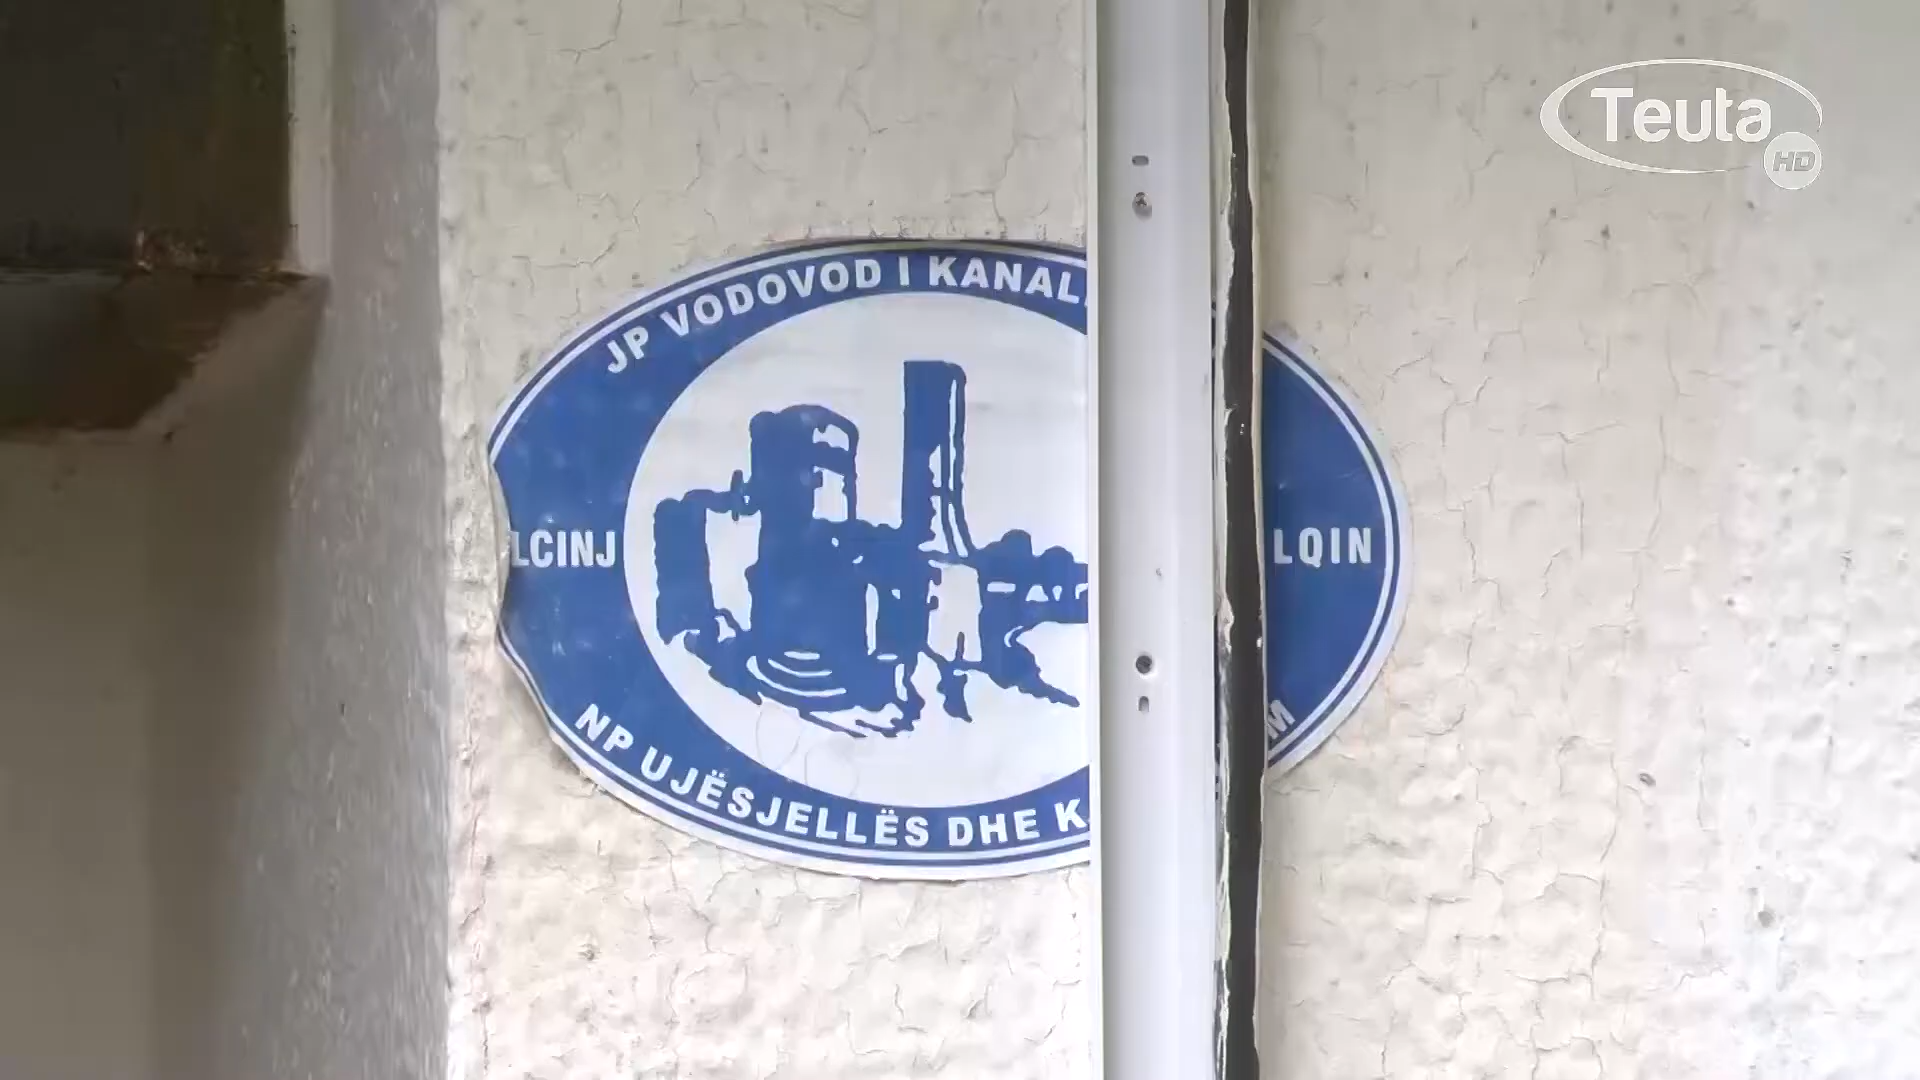 Teuta
HD
JP VODOVOD I KANAL
LCINJ
LQIN
NP UJËSJELLËS DHE K
M